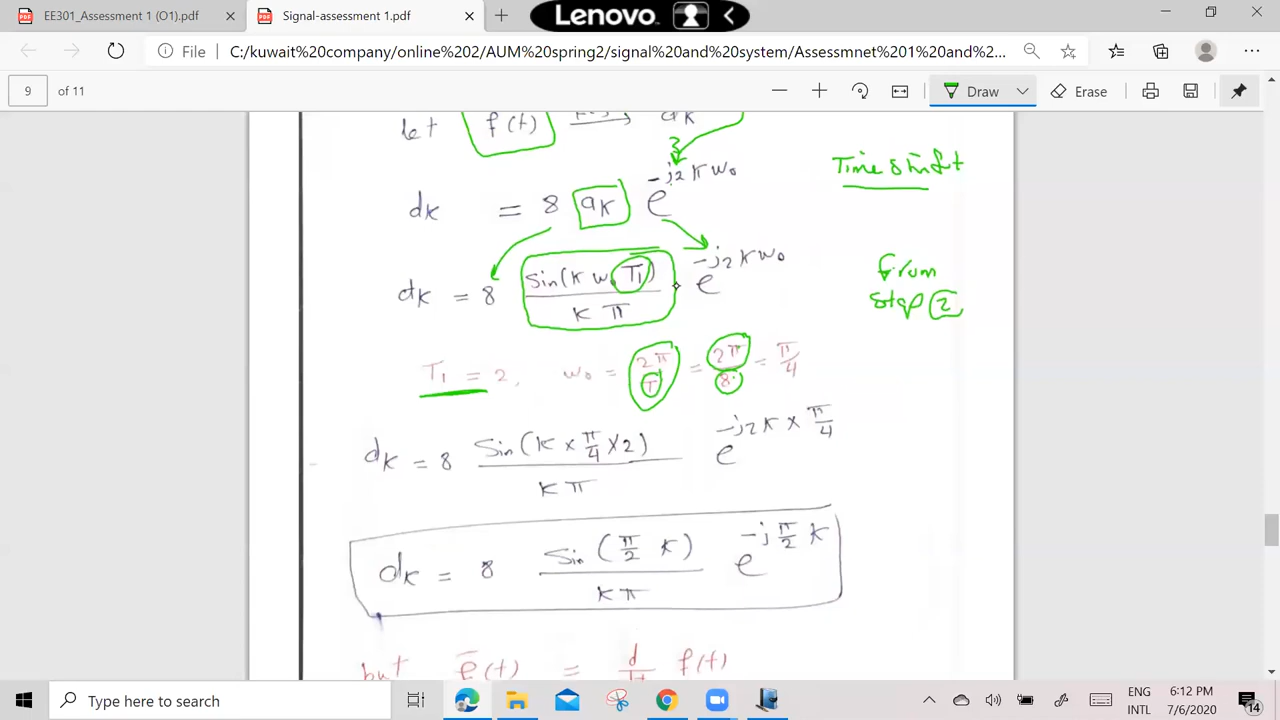 EE301_Assessment 1 (O1).pdf
Signal-assessment 1.pdf
Lenovo
File
C:/kuwait%20company/online%202/AUM%20spring2/signal%20and%20system/Assessmnet%201%20and%2...
9
of 11
Draw
Erase
let f(t)
dk = 8 ak e^-j2kw₀
Time shift
dk = 8 Sin(k w₀ T1) / kπ · e^-j2kw₀
from
step 2
T1 = 2, w₀ = 2π/T = 2π/8 = π/4
dk = 8 Sin(k × π/4 × 2) / kπ e^-j2k × π/4
dk = 8 Sin(π/2 k) / kπ e^-jπ/2 k
but = f(t)
Type here to search
ENG
INTL
6:12 PM
7/6/2020
14